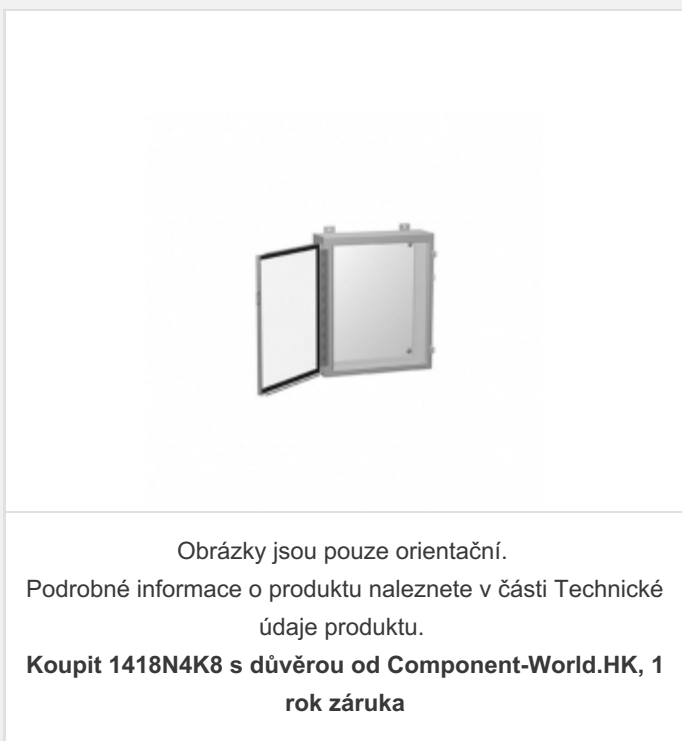 Obrázky jsou pouze orientační.
Podrobné informace o produktu naleznete v části Technické
údaje produktu.
Koupit 1418N4K8 s důvěrou od Component-World.HK, 1
rok záruka